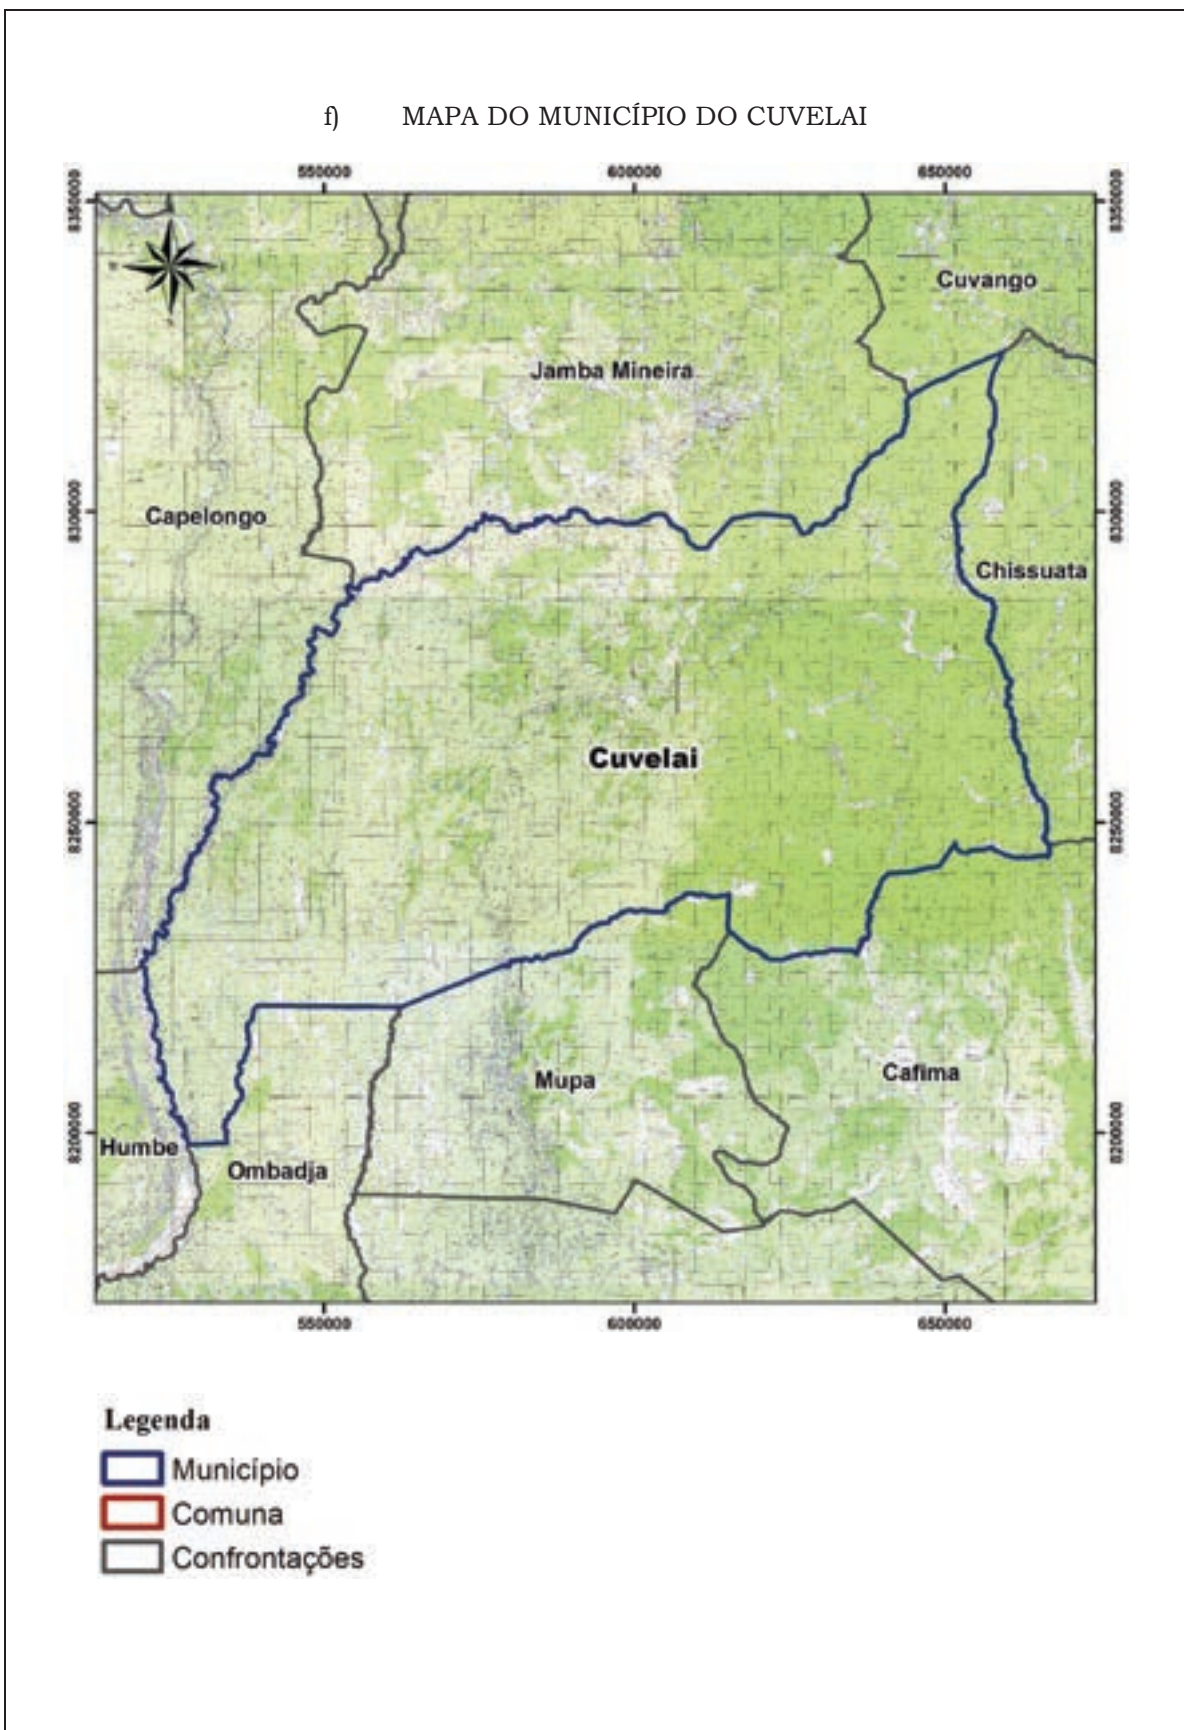 f) MAPA DO MUNICÍPIO DO CUVELAI
550000 600000 650000
8350000 8350000
Cuvango
Jamba Mineira
8300000 8300000
Capelongo
Chissuata
Cuvelai
8250000 8250000
Mupa
Cafima
8200000 8200000
Humbe
Ombadja
550000 600000 650000
Legenda
Município
Comuna
Confrontações